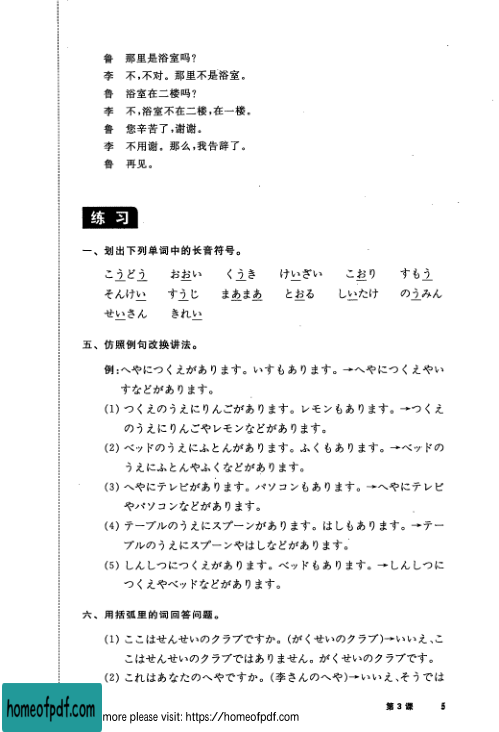 鲁 那里是浴室吗?
李 不,不对。那里不是浴室。
鲁 浴室在二楼吗?
李 不,浴室不在二楼,在一楼。
鲁 您辛苦了,谢谢。
李 不用谢。那么,我告辞了。
鲁 再见。
练习
一、划出下列单词中的长音符号。
こうどう おおい くうき けいざい こおり すもう
そんけい すうじ まあまあ とおる しいたけ のうみん
せいさん きれい
五、仿照例句改换讲法。
例:へやにつくえがあります。いすもあります。→へやにつくえやい
すなどがあります。
(1) つくえのうえにりんごがあります。レモンもあります。→つくえ
のうえにりんごやレモンなどがあります。
(2) ベッドのうえにふとんがあります。ふくもあります。→ベッドの
うえにふとんやふくなどがあります。
(3) へやにテレビがあります。パソコンもあります。→へやにテレビ
やパソコンなどがあります。
(4) テーブルのうえにスプーンがあります。はしもあります。→テー
ブルのうえにスプーンやはしなどがあります。
(5) しんしつにつくえがあります。ベッドもあります。→しんしつに
つくえやベッドなどがあります。
六、用括弧里的词回答问题。
(1) ここはせんせいのクラブですか。(がくせいのクラブ)→いいえ、こ
こはせんせいのクラブではありません。がくせいのクラブです。
(2) これはあなたのへやですか。(李さんのへや)→いいえ、そうでは
第3课 5
homeofpdf.com
more please visit: https://homeofpdf.com